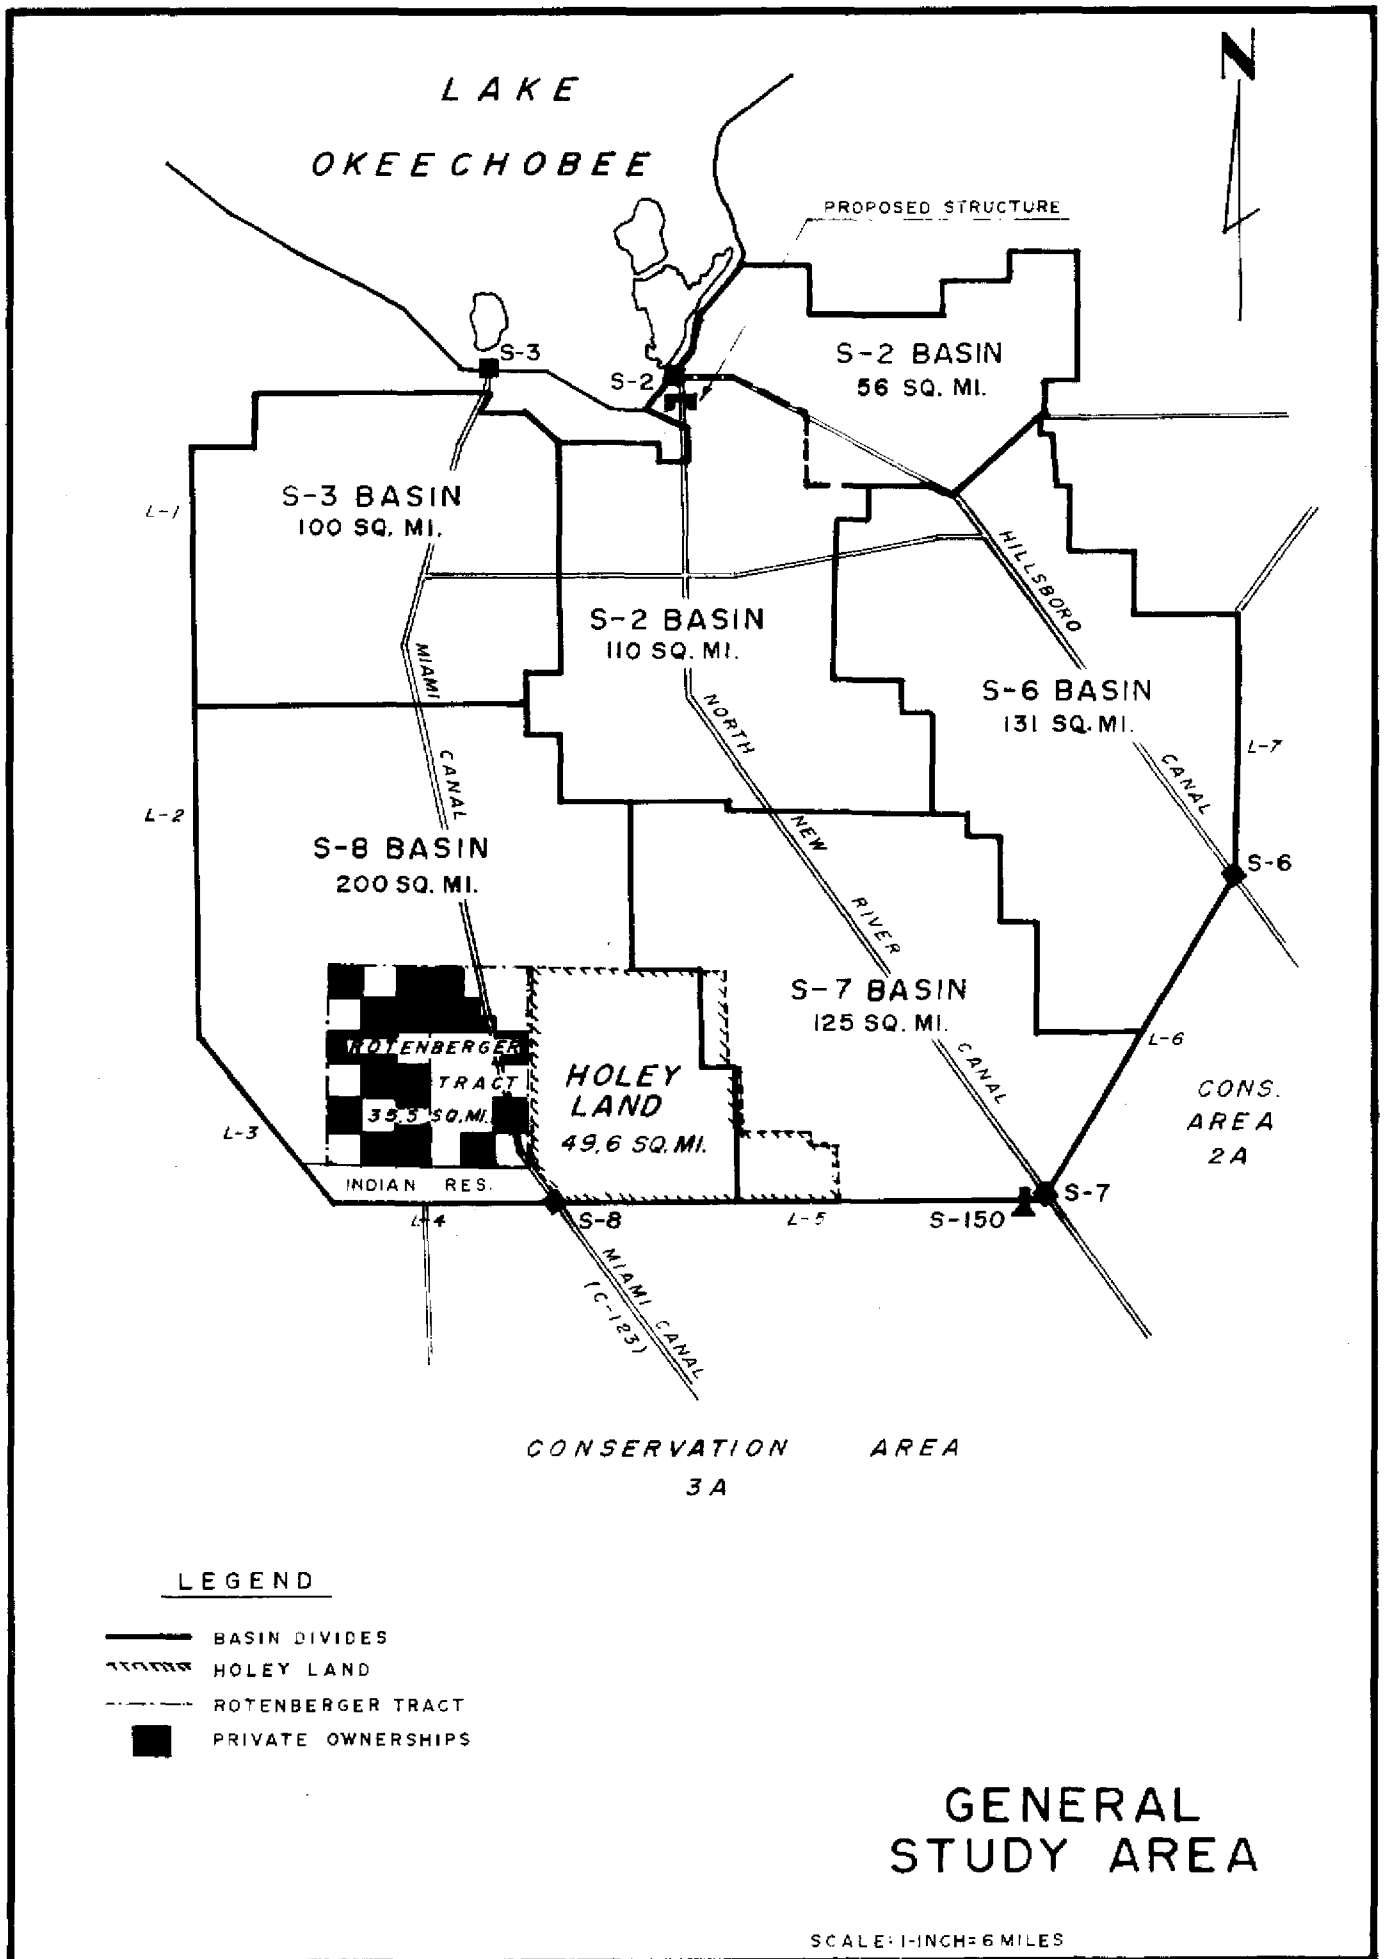 N
LAKE
OKEECHOBEE
PROPOSED STRUCTURE
S-3
S-2
S-2 BASIN
56 SQ. MI.
S-3 BASIN
100 SQ. MI.
L-1
HILLSBORO
CANAL
S-2 BASIN
110 SQ. MI.
MIAMI
CANAL
S-6 BASIN
131 SQ. MI.
NORTH
NEW
RIVER
CANAL
L-7
L-2
S-8 BASIN
200 SQ. MI.
S-6
S-7 BASIN
125 SQ. MI.
L-6
ROTENBERGER
TRACT
35.5 SQ. MI.
HOLEY
LAND
49.6 SQ. MI.
CONS.
AREA
2A
L-3
INDIAN RES.
L-4
S-8
L-5
S-150
S-7
MIAMI CANAL
(C-123)
CONSERVATION AREA
3A
LEGEND
BASIN DIVIDES
HOLEY LAND
ROTENBERGER TRACT
PRIVATE OWNERSHIPS
GENERAL
STUDY AREA
SCALE: 1-INCH = 6 MILES